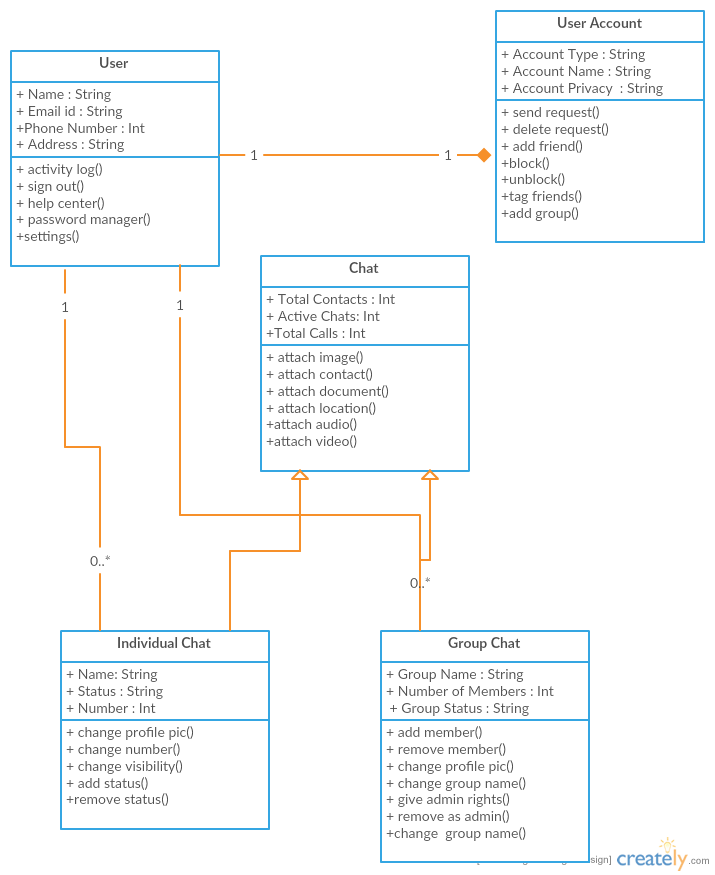 User Account
+ Account Type : String
+ Account Name : String
+ Account Privacy  : String
+ send request()
+ delete request()
+ add friend()
+block()
+unblock()
+tag friends()
+add group()
User
+ Name : String
+ Email id : String
+Phone Number : Int
+ Address : String
+ activity log()
+ sign out()
+ help center()
+ password manager()
+settings()
1
1
1
1
Chat
+ Total Contacts : Int
+ Active Chats: Int
+Total Calls : Int
+ attach image()
+ attach contact()
+ attach document()
+ attach location()
+attach audio()
+attach video()
0..*
0..*
Individual Chat
+ Name: String
+ Status : String
+ Number : Int
+ change profile pic()
+ change number()
+ change visibility()
+ add status()
+remove status()
Group Chat
+ Group Name : String
+ Number of Members : Int
+ Group Status : String
+ add member()
+ remove member()
+ change profile pic()
+ change group name()
+ give admin rights()
+ remove as admin()
+change  group name()
creately.com